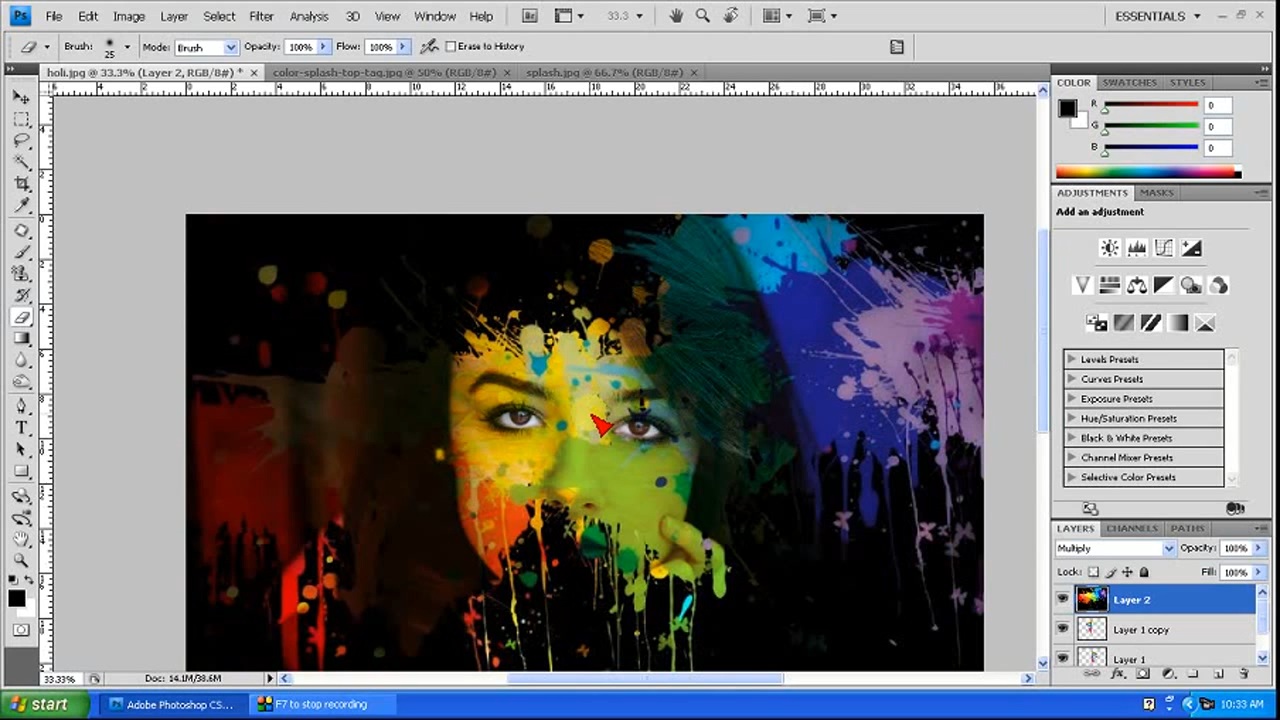 Ps File Edit Image Layer Select Filter Analysis 3D View Window Help Br 33.3 ESSENTIALS
Brush: 25 Mode: Brush Opacity: 100% Flow: 100% Erase to History
holi.jpg @ 33.3% (Layer 2, RGB/8#) * color-splash-top-tag.jpg @ 50% (RGB/8#) splash.jpg @ 66.7% (RGB/8#)
COLOR SWATCHES STYLES
R 0
G 0
B 0
ADJUSTMENTS MASKS
Add an adjustment
Levels Presets
Curves Presets
Exposure Presets
Hue/Saturation Presets
Black & White Presets
Channel Mixer Presets
Selective Color Presets
LAYERS CHANNELS PATHS
Multiply Opacity: 100%
Lock: Fill: 100%
Layer 2
Layer 1 copy
Layer 1
33.33% Doc: 14.1M/38.6M
start Adobe Photoshop CS... F7 to stop recording 10:33 AM